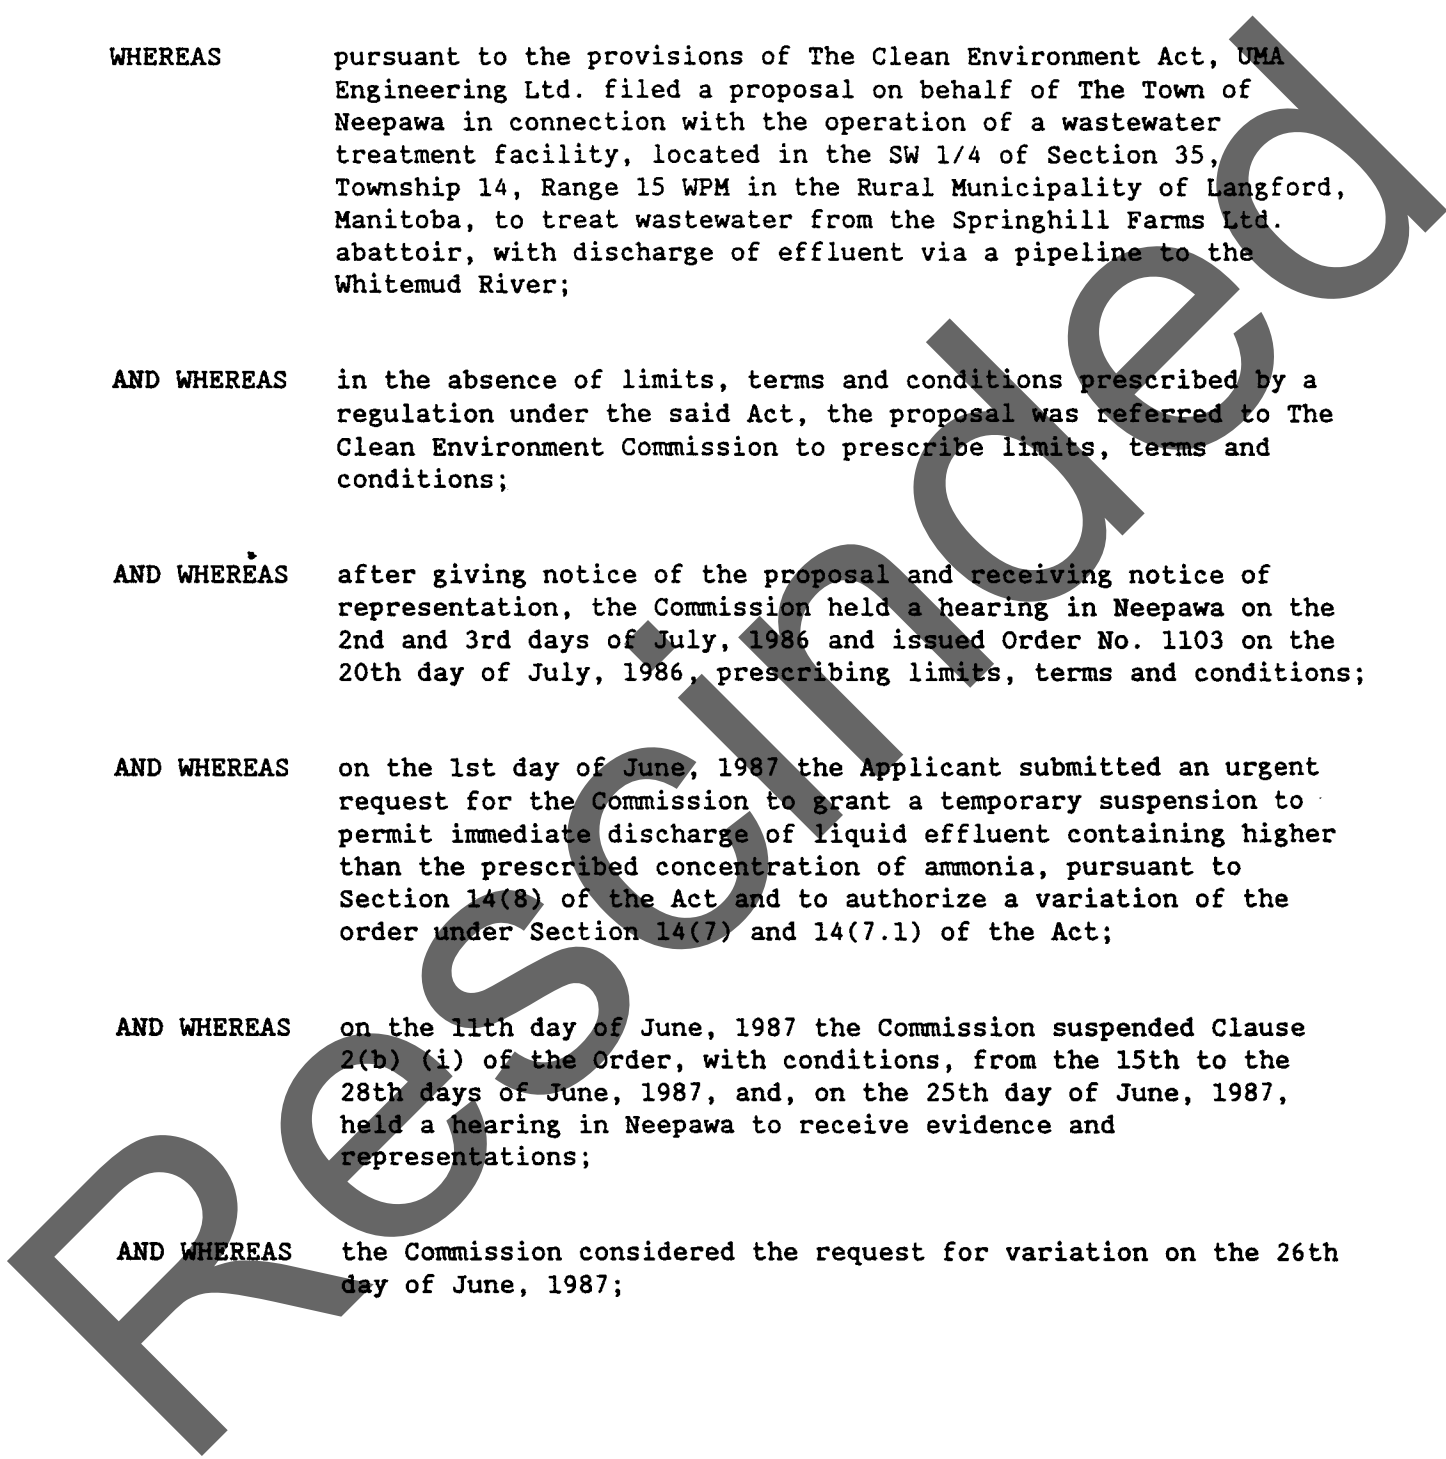 WHEREAS pursuant to the provisions of The Clean Environment Act, UMA
Engineering Ltd. filed a proposal on behalf of The Town of
Neepawa in connection with the operation of a wastewater
treatment facility, located in the SW 1/4 of Section 35,
Township 14, Range 15 WPM in the Rural Municipality of Langford,
Manitoba, to treat wastewater from the Springhill Farms Ltd.
abattoir, with discharge of effluent via a pipeline to the
Whitemud River;
AND WHEREAS in the absence of limits, terms and conditions prescribed by a
regulation under the said Act, the proposal was referred to The
Clean Environment Commission to prescribe limits, terms and
conditions;
AND WHEREAS after giving notice of the proposal and receiving notice of
representation, the Commission held a hearing in Neepawa on the
2nd and 3rd days of July, 1986 and issued Order No. 1103 on the
20th day of July, 1986, prescribing limits, terms and conditions;
AND WHEREAS on the 1st day of June, 1987 the Applicant submitted an urgent
request for the Commission to grant a temporary suspension to
permit immediate discharge of liquid effluent containing higher
than the prescribed concentration of ammonia, pursuant to
Section 14(8) of the Act and to authorize a variation of the
order under Section 14(7) and 14(7.1) of the Act;
AND WHEREAS on the 11th day of June, 1987 the Commission suspended Clause
2(b) (i) of the Order, with conditions, from the 15th to the
28th days of June, 1987, and, on the 25th day of June, 1987,
held a hearing in Neepawa to receive evidence and
representations;
AND WHEREAS the Commission considered the request for variation on the 26th
day of June, 1987;
Rescinded